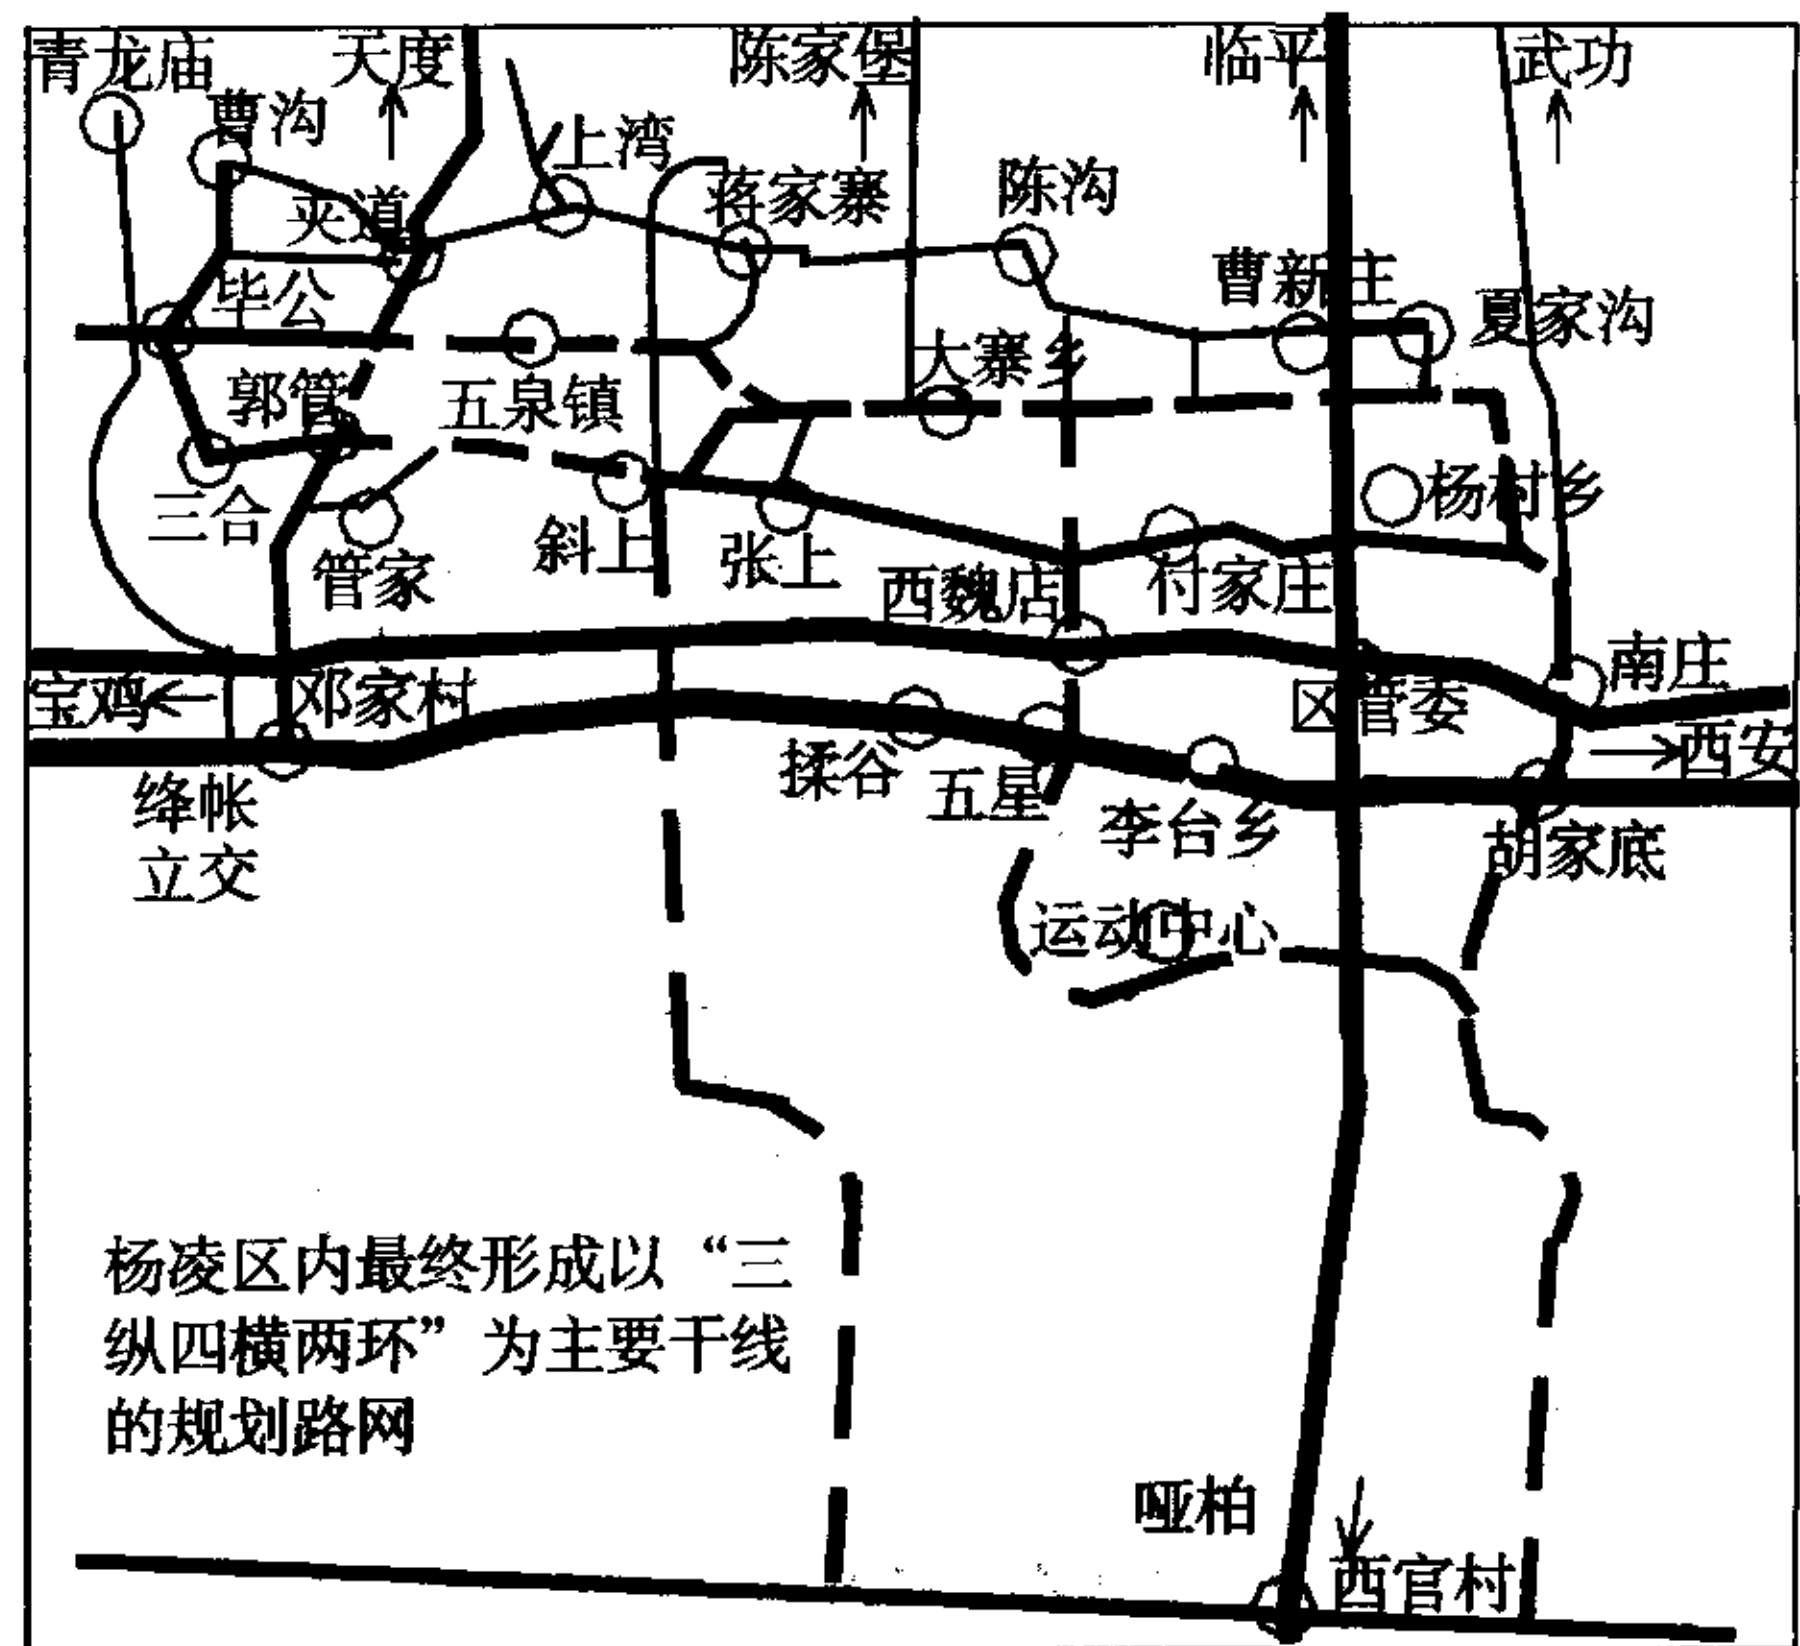 青龙庙
天度
陈家堡
临平
武功
曹沟
上湾
夹道
蒋家寨
陈沟
曹新庄
夏家沟
毕公
大寨乡
郭管
五泉镇
三合
管家
斜上
张上
西魏店
付家庄
杨村乡
宝鸡
邓家村
区管委
南庄
西安
绛帐
立交
揉谷
五星
李台乡
胡家底
运动中心
杨凌区内最终形成以“三
纵四横两环”为主要干线
的规划路网
哑柏
西官村